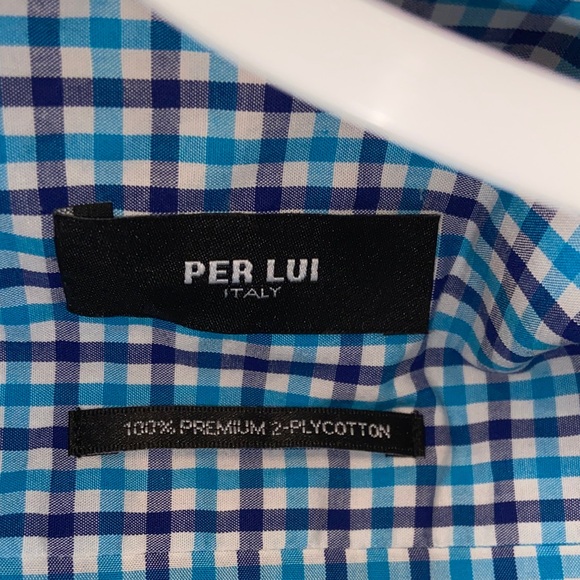 PER LUI
ITALY
100% PREMIUM 2-PLYCOTTON